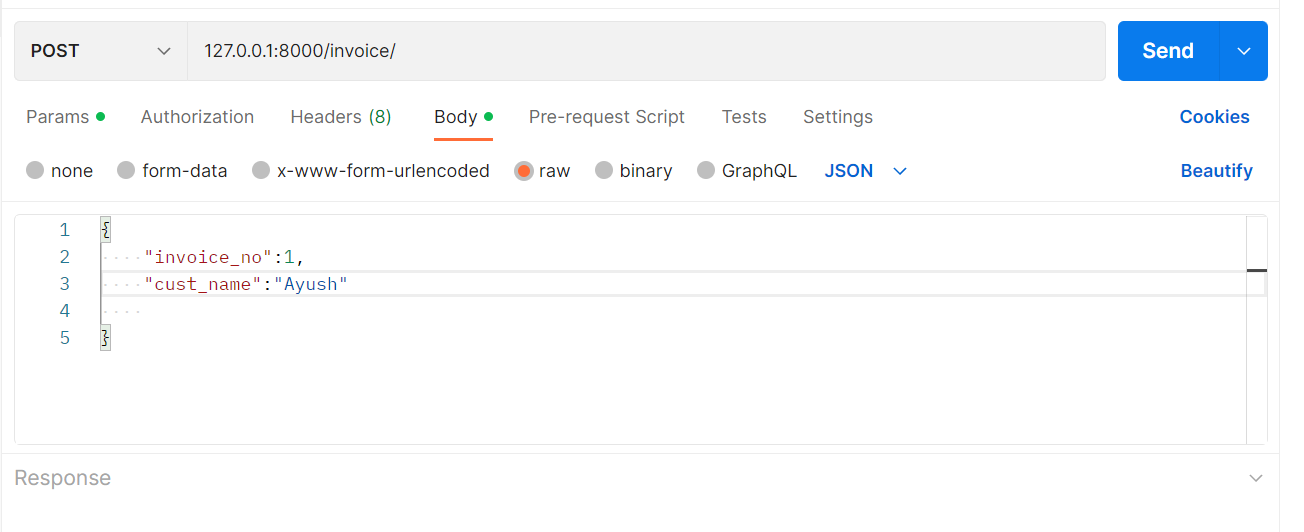 POST 127.0.0.1:8000/invoice/ Send
Params Authorization Headers (8) Body Pre-request Script Tests Settings Cookies
none form-data x-www-form-urlencoded raw binary GraphQL JSON Beautify
1 {
2 ····"invoice_no":1,
3 ····"cust_name":"Ayush"
4 ····
5 }
Response